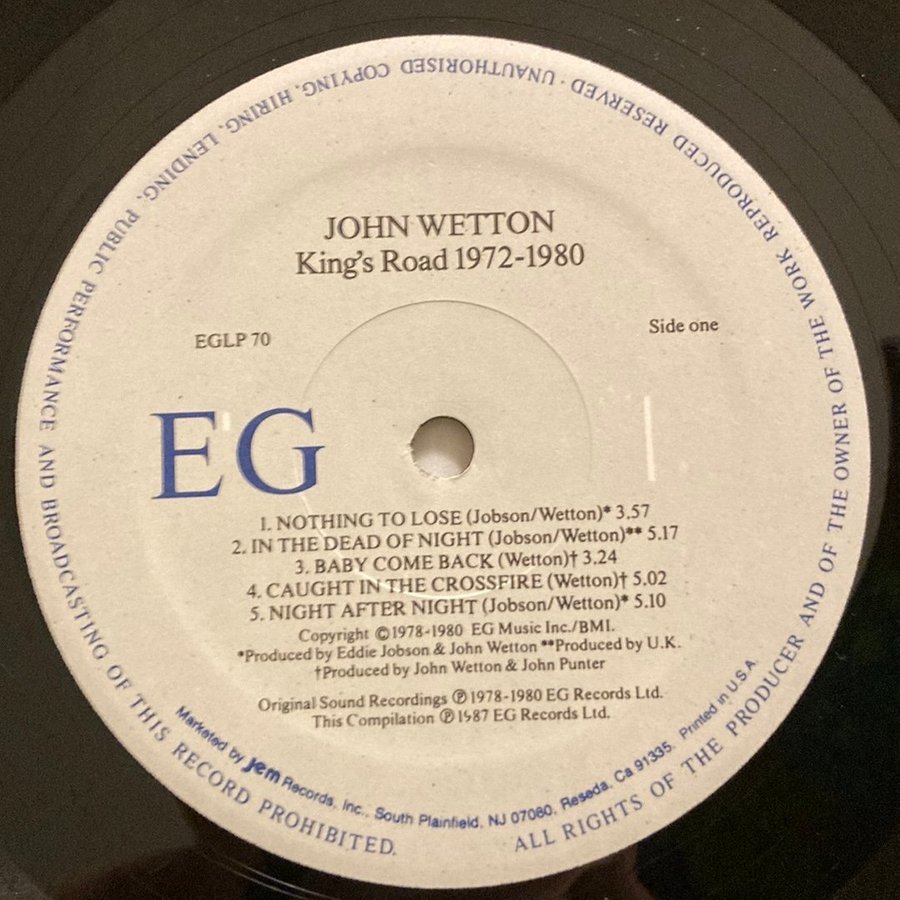 JOHN WETTON
King's Road 1972-1980
EGLP 70
Side one
EG
1. NOTHING TO LOSE (Jobson/Wetton)* 3.57
2. IN THE DEAD OF NIGHT (Jobson/Wetton)** 5.17
3. BABY COME BACK (Wetton)† 3.24
4. CAUGHT IN THE CROSSFIRE (Wetton)† 5.02
5. NIGHT AFTER NIGHT (Jobson/Wetton)* 5.10
Copyright ©1978-1980 EG Music Inc./BMI.
*Produced by Eddie Jobson & John Wetton **Produced by U.K.
†Produced by John Wetton & John Punter
Original Sound Recordings ℗ 1978-1980 EG Records Ltd.
This Compilation ℗ 1987 EG Records Ltd.
Marketed by Jem Records, Inc., South Plainfield, NJ 07080, Reseda, Ca 91335. Printed in U.S.A.
ALL RIGHTS OF THE PRODUCER AND OF THE OWNER OF THE WORK REPRODUCED RESERVED · UNAUTHORISED COPYING, HIRING, LENDING, PUBLIC PERFORMANCE AND BROADCASTING OF THIS RECORD PROHIBITED.